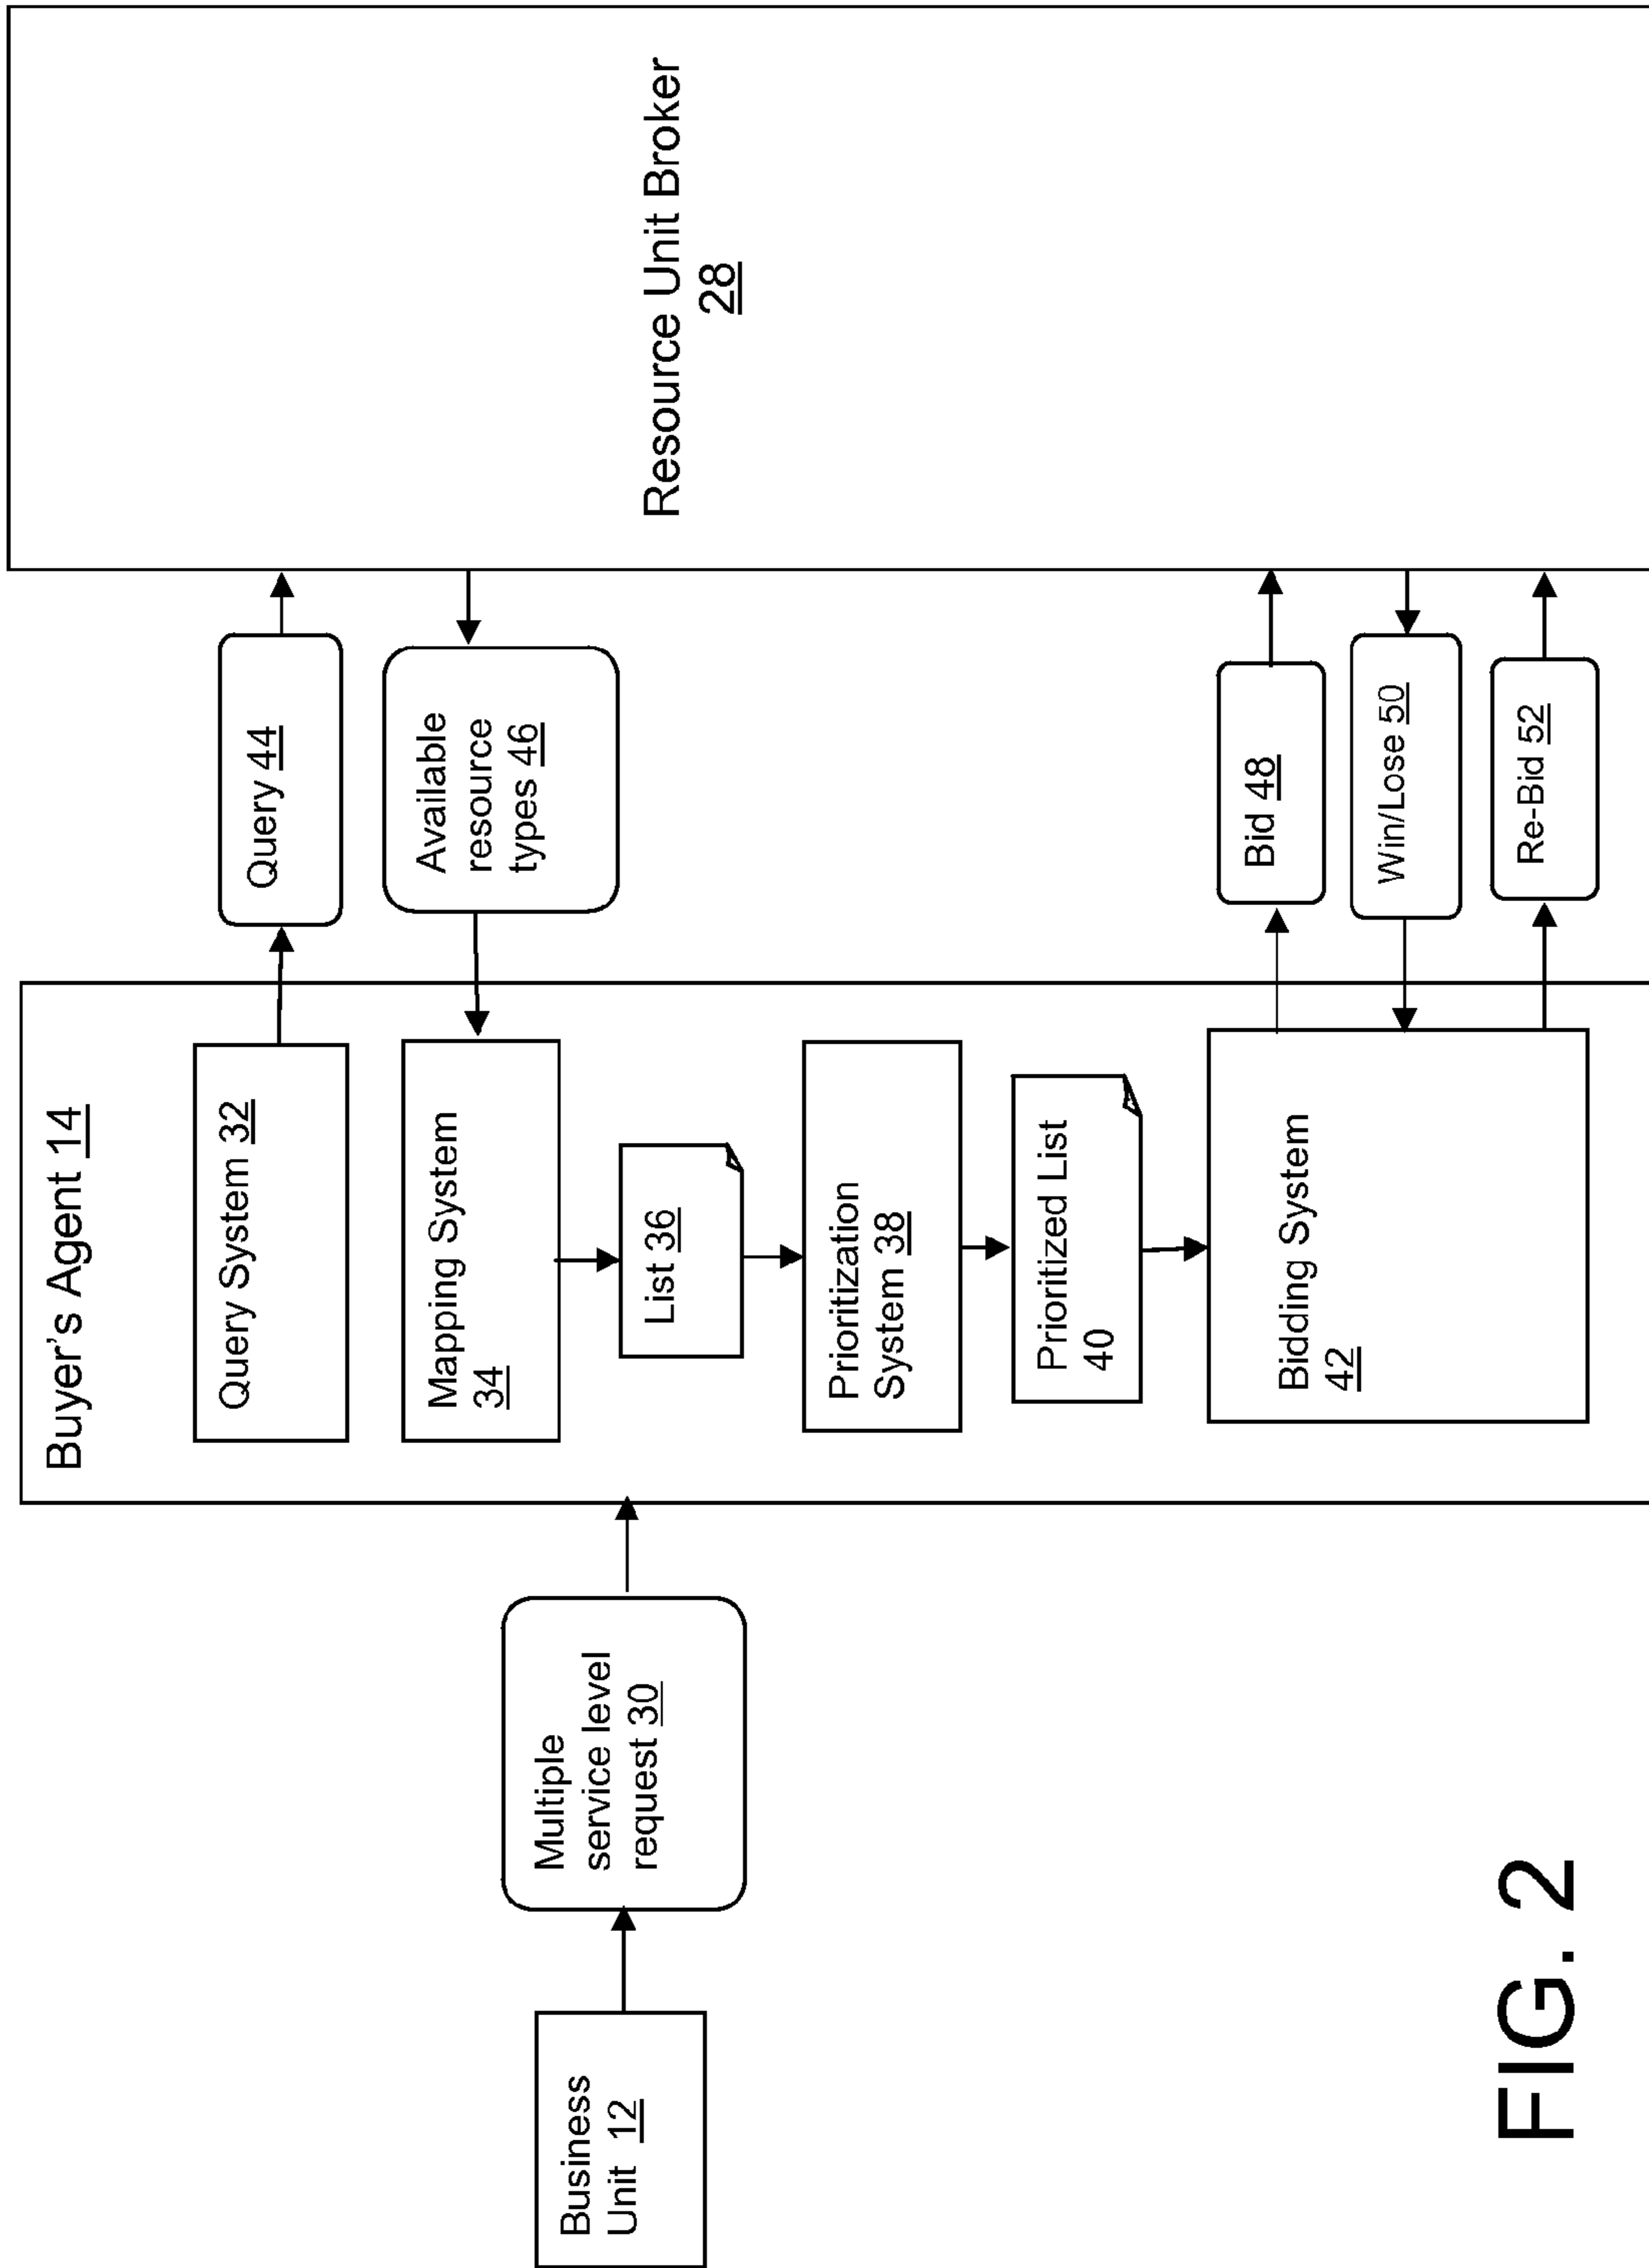 Business
Unit 12
Multiple
service level
request 30
Buyer's Agent 14
Query System 32
Mapping System
34
List 36
Prioritization
System 38
Prioritized List
40
Bidding System
42
Query 44
Available
resource
types 46
Bid 48
Win/Lose 50
Re-Bid 52
Resource Unit Broker
28
FIG. 2